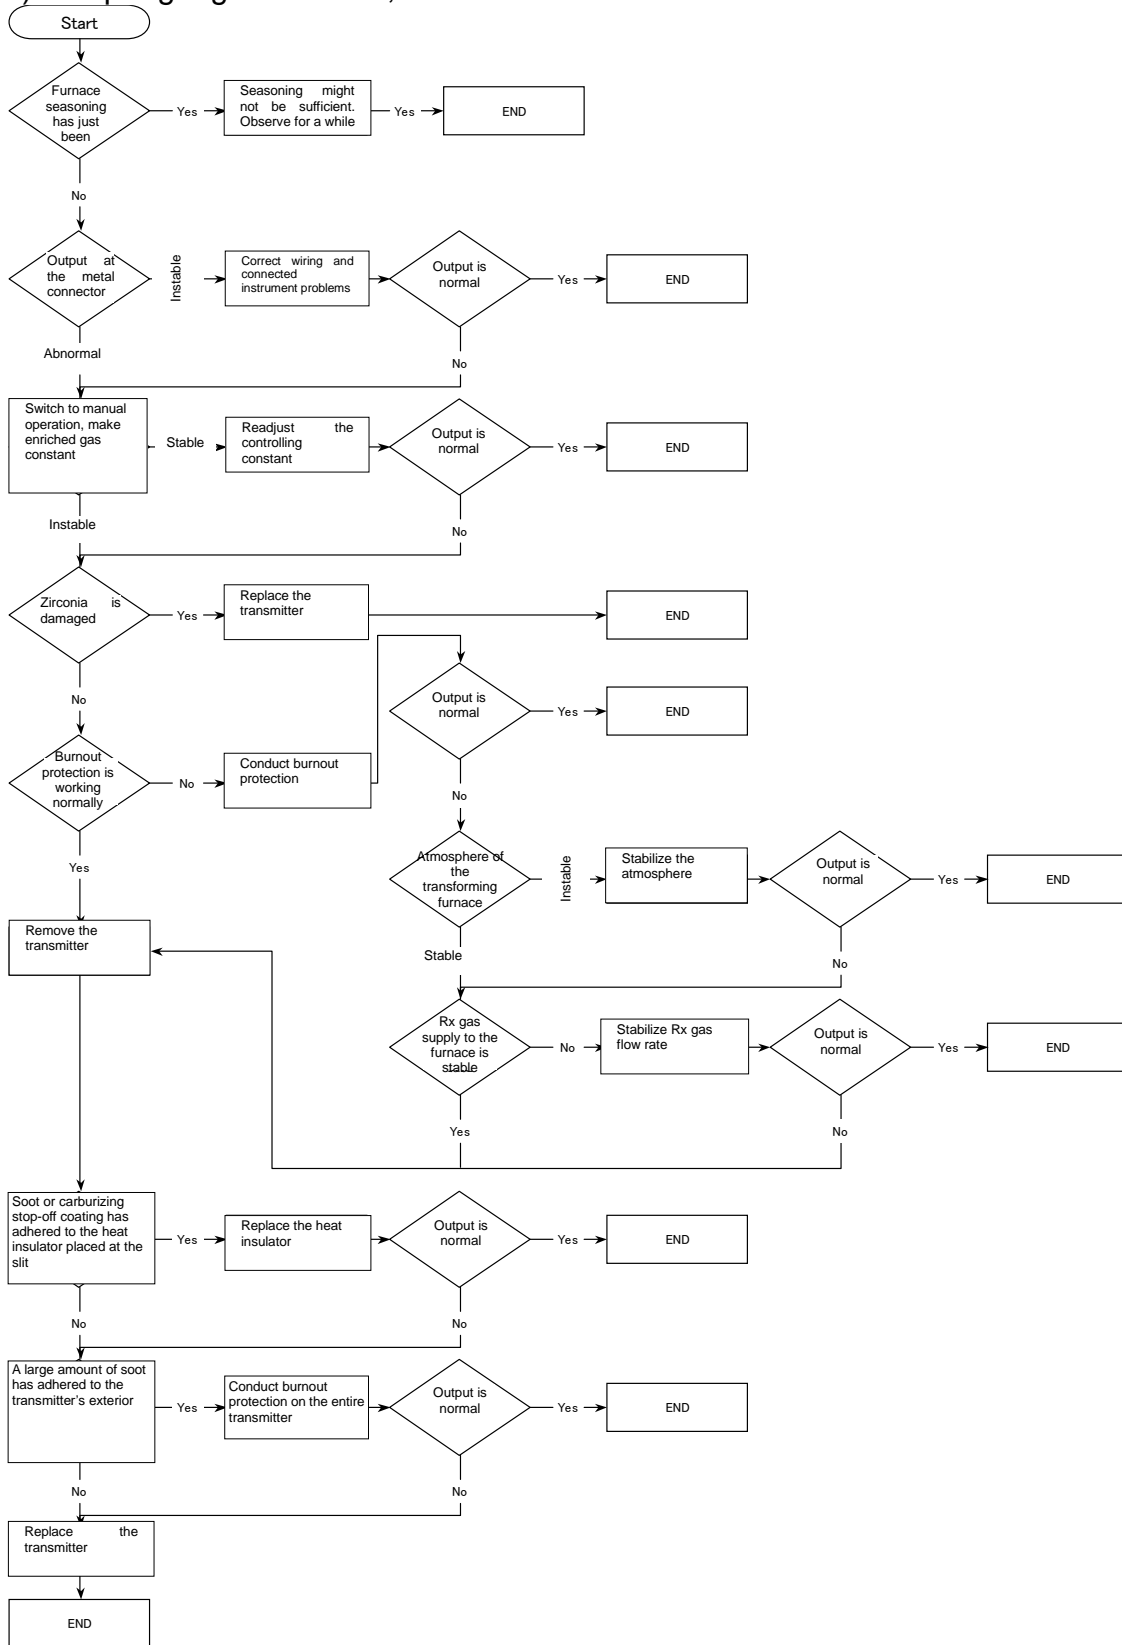 Start
Furnace
seasoning
has just
been
Yes
Seasoning might
not be sufficient.
Observe for a while
Yes
END
No
Output at
the metal
connector
Instable
Correct wiring and
connected
instrument problems
Output is
normal
Yes
END
Abnormal
No
Switch to manual
operation, make
enriched gas
constant
Stable
Readjust the
controlling
constant
Output is
normal
Yes
END
Instable
No
Zirconia is
damaged
Yes
Replace the
transmitter
END
No
Output is
normal
Yes
END
Burnout
protection is
working
normally
No
Conduct burnout
protection
No
Yes
Atmosphere of
the
transforming
furnace
Instable
Stabilize the
atmosphere
Output is
normal
Yes
END
Remove the
transmitter
Stable
No
Rx gas
supply to the
furnace is
stable
No
Stabilize Rx gas
flow rate
Output is
normal
Yes
END
Yes
No
Soot or carburizing
stop-off coating has
adhered to the heat
insulator placed at the
slit
Yes
Replace the heat
insulator
Output is
normal
Yes
END
No
No
A large amount of soot
has adhered to the
transmitter’s exterior
Yes
Conduct burnout
protection on the entire
transmitter
Output is
normal
Yes
END
No
No
Replace the
transmitter
END